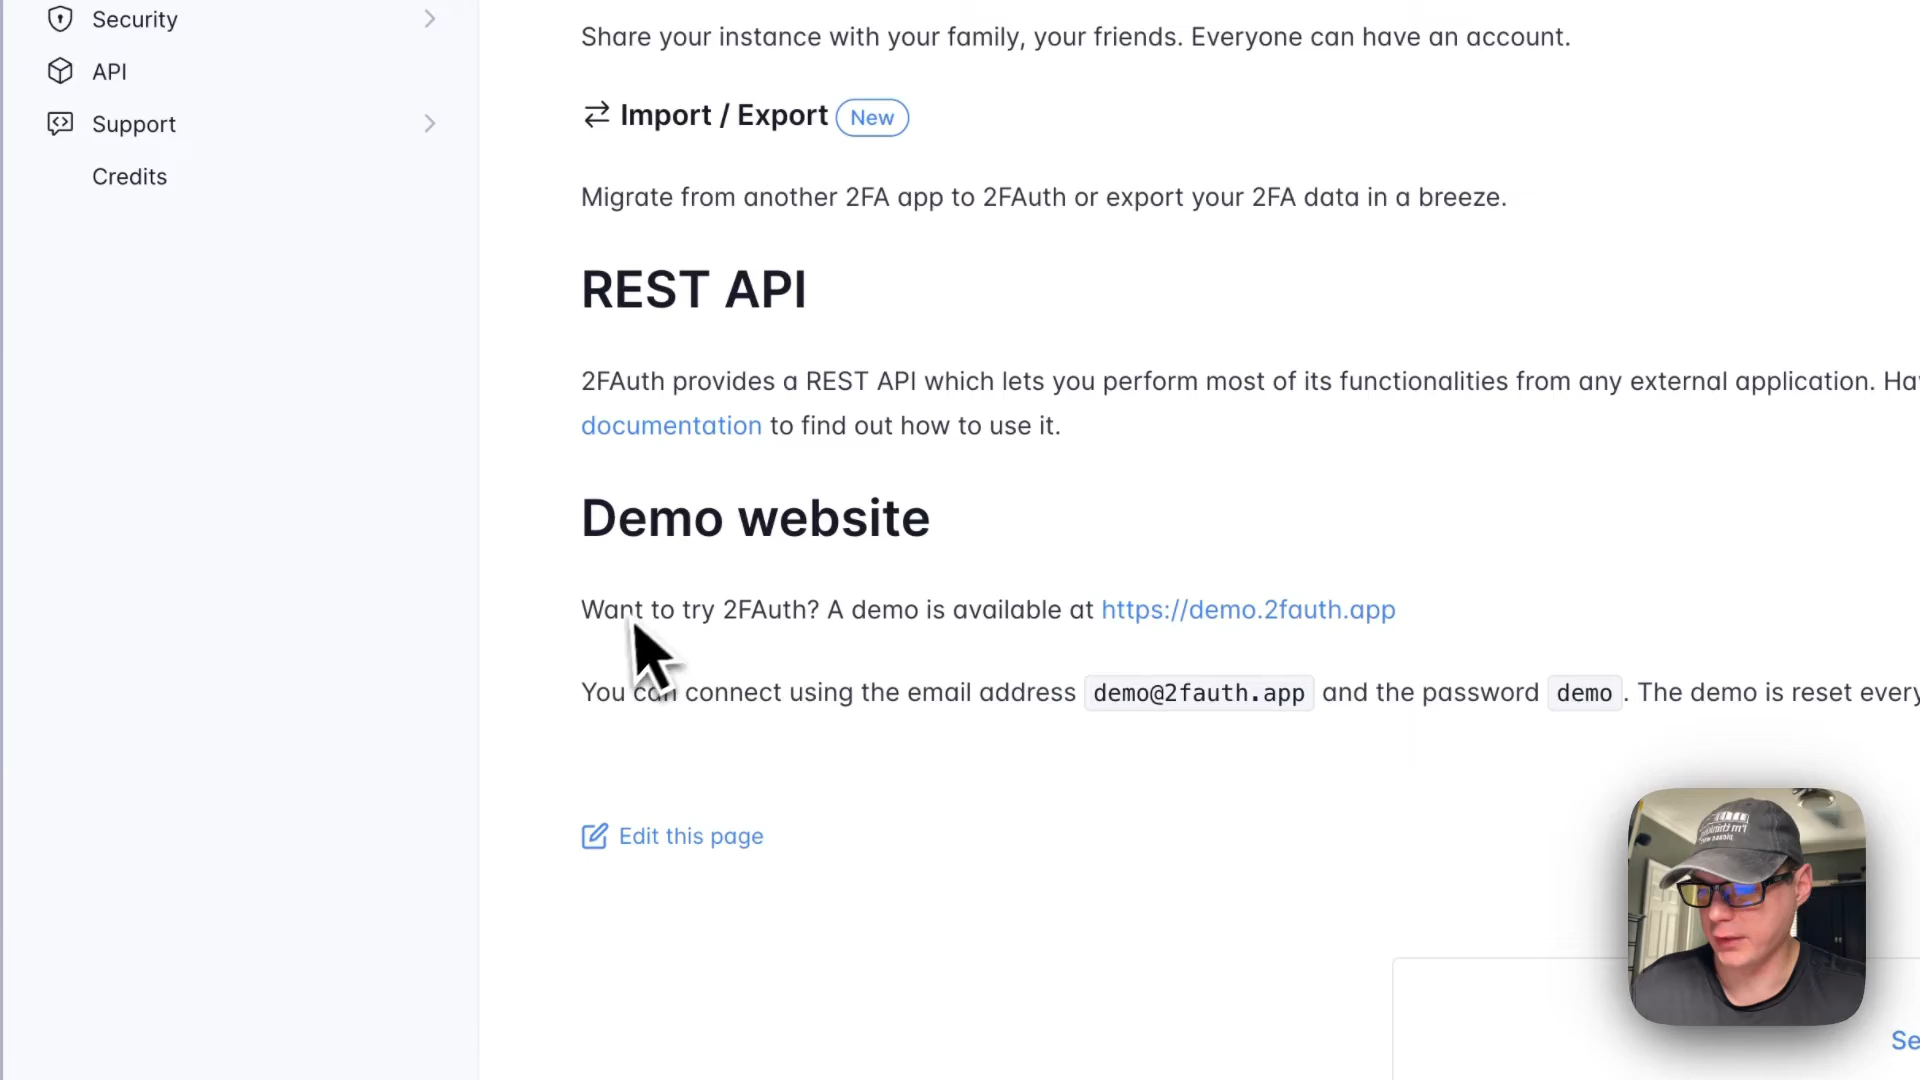 Security
API
Support
Credits
Share your instance with your family, your friends. Everyone can have an account.
Import / Export New
Migrate from another 2FA app to 2FAuth or export your 2FA data in a breeze.
REST API
2FAuth provides a REST API which lets you perform most of its functionalities from any external application. Ha
documentation to find out how to use it.
Demo website
Want to try 2FAuth? A demo is available at https://demo.2fauth.app
You can connect using the email address demo@2fauth.app and the password demo. The demo is reset every
Edit this page
Se